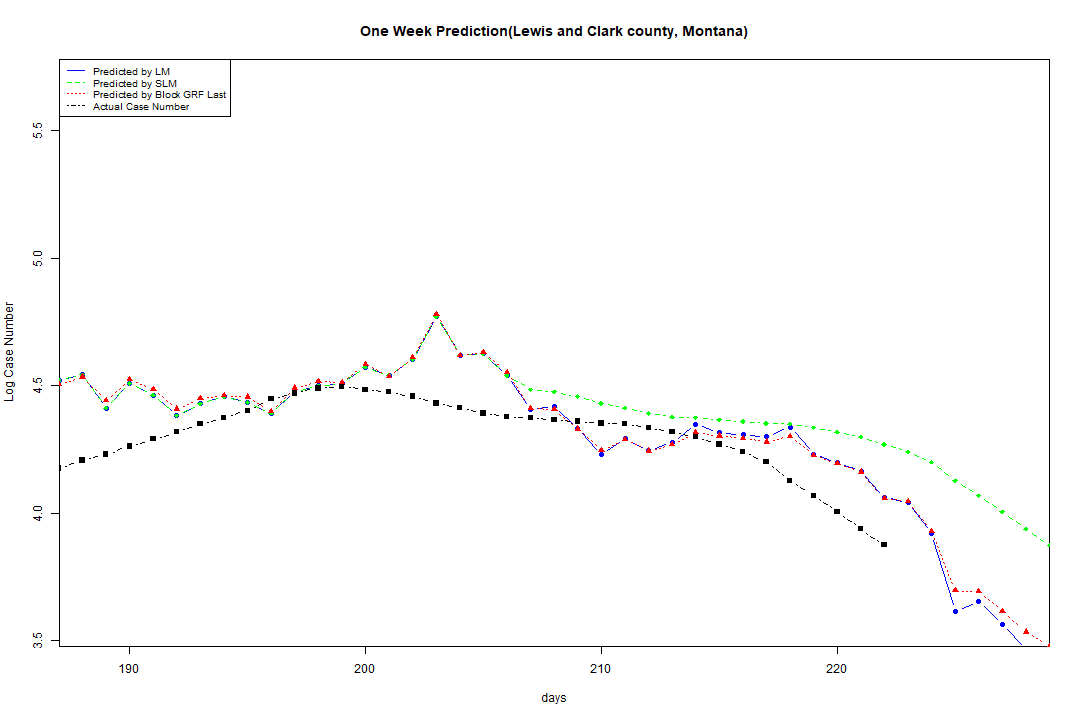 One Week Prediction(Lewis and Clark county, Montana)
Predicted by LM
Predicted by SLM
Predicted by Block GRF Last
Actual Case Number
5.5
5.0
4.5
4.0
3.5
Log Case Number
190 200 210 220
days